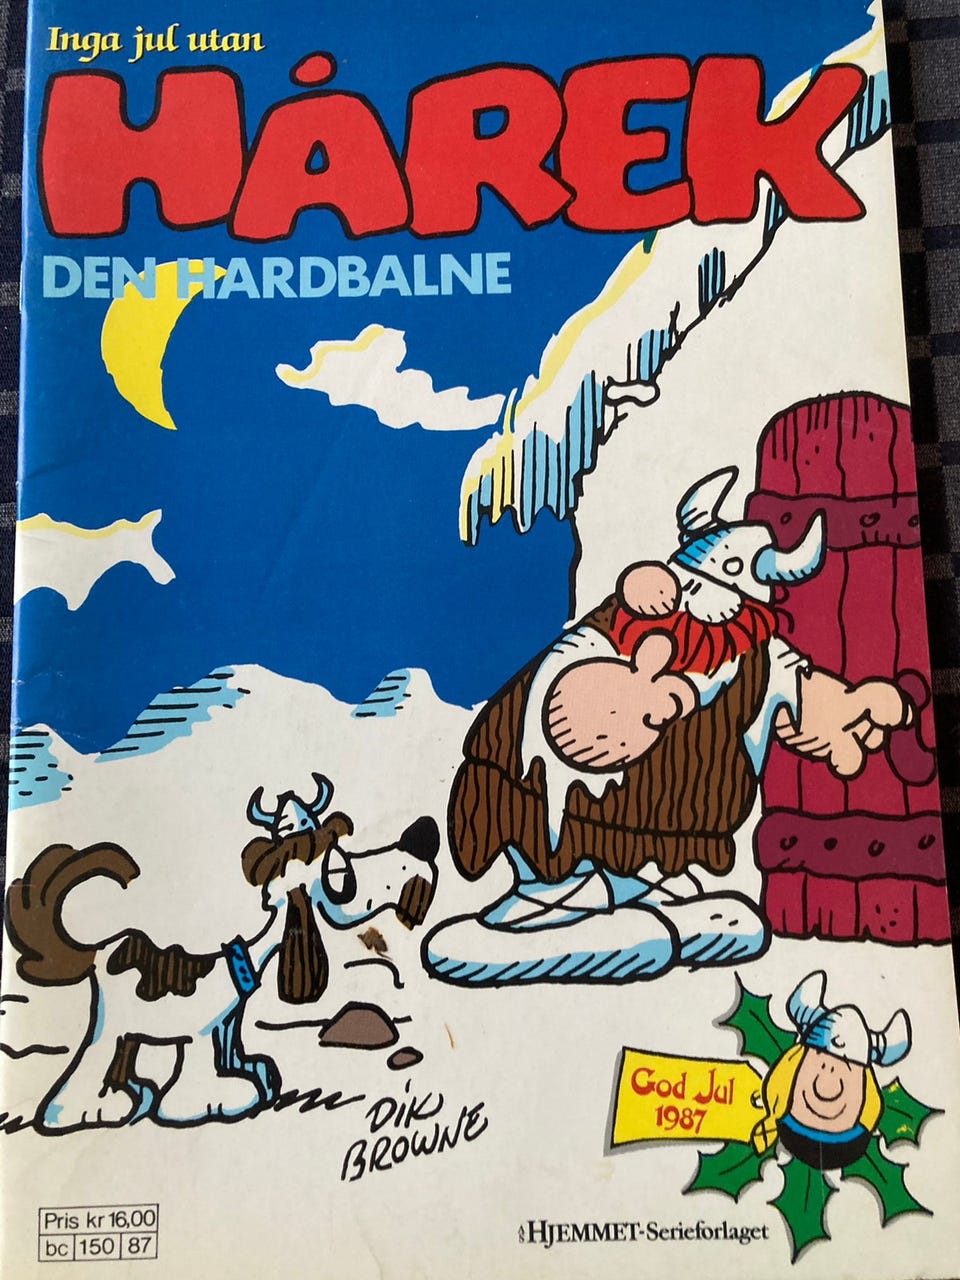 Inga jul utan
HÅREK
DEN HARDBALNE
God Jul
1987
DIK
BROWNE
Pris kr 16,00
bc 150 87
A/S HJEMMET-Serieforlaget